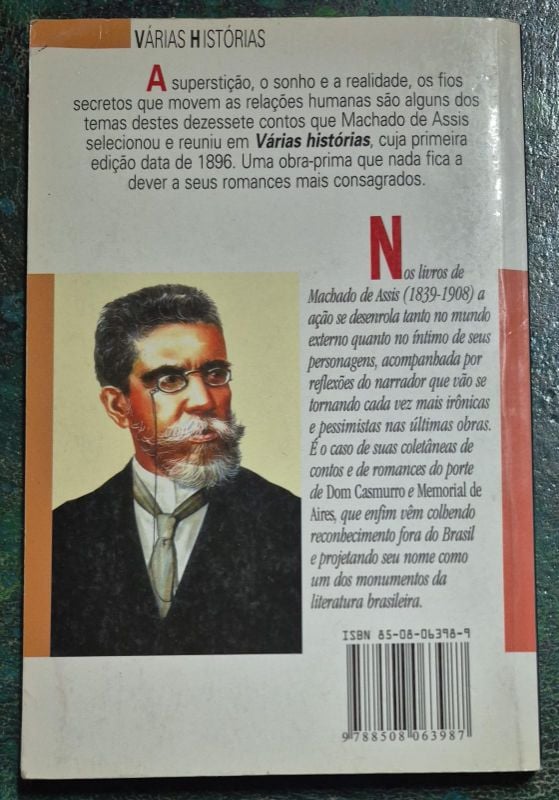 VÁRIAS HISTÓRIAS
A superstição, o sonho e a realidade, os fios
secretos que movem as relações humanas são alguns dos
temas destes dezessete contos que Machado de Assis
selecionou e reuniu em Várias histórias, cuja primeira
edição data de 1896. Uma obra-prima que nada fica a
dever a seus romances mais consagrados.
Nos livros de
Machado de Assis (1839-1908) a
ação se desenrola tanto no mundo
externo quanto no íntimo de seus
personagens, acompanhada por
reflexões do narrador que vão se
tornando cada vez mais irônicas
e pessimistas nas últimas obras.
É o caso de suas coletâneas de
contos e de romances do porte
de Dom Casmurro e Memorial de
Aires, que enfim vêm colhendo
reconhecimento fora do Brasil
e projetando seu nome como
um dos monumentos da
literatura brasileira.
ISBN 85-08-06398-9
9 788508 063987